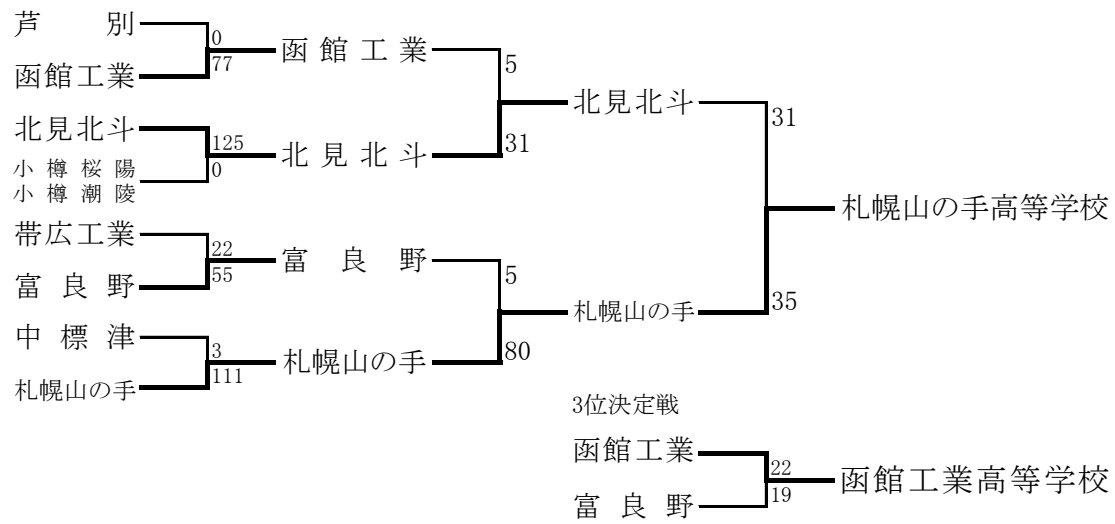 芦別
0
77
函館工業
函館工業
5
31
北見北斗
125
0
小樽桜陽
小樽潮陵
北見北斗
北見北斗
31
35
札幌山の手高等学校
帯広工業
22
55
富良野
富良野
5
80
中標津
3
111
札幌山の手
札幌山の手
札幌山の手
3位決定戦
函館工業
22
19
富良野
函館工業高等学校